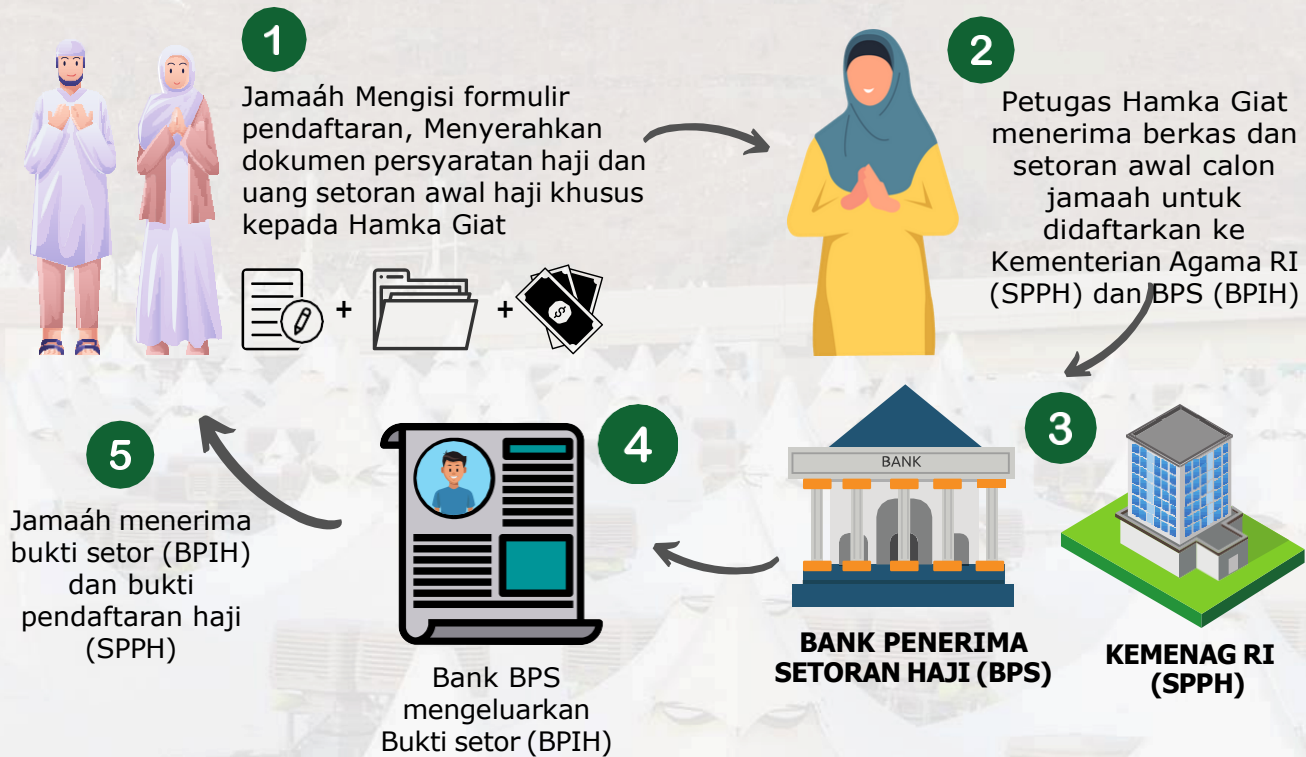 1
Jamaáh Mengisi formulir
pendaftaran, Menyerahkan
dokumen persyaratan haji dan
uang setoran awal haji khusus
kepada Hamka Giat
+ +
2
Petugas Hamka Giat
menerima berkas dan
setoran awal calon
jamaah untuk
didaftarkan ke
Kementerian Agama RI
(SPPH) dan BPS (BPIH)
3
BANK
BANK PENERIMA
SETORAN HAJI (BPS)
KEMENAG RI
(SPPH)
4
Bank BPS
mengeluarkan
Bukti setor (BPIH)
5
Jamaáh menerima
bukti setor (BPIH)
dan bukti
pendaftaran haji
(SPPH)